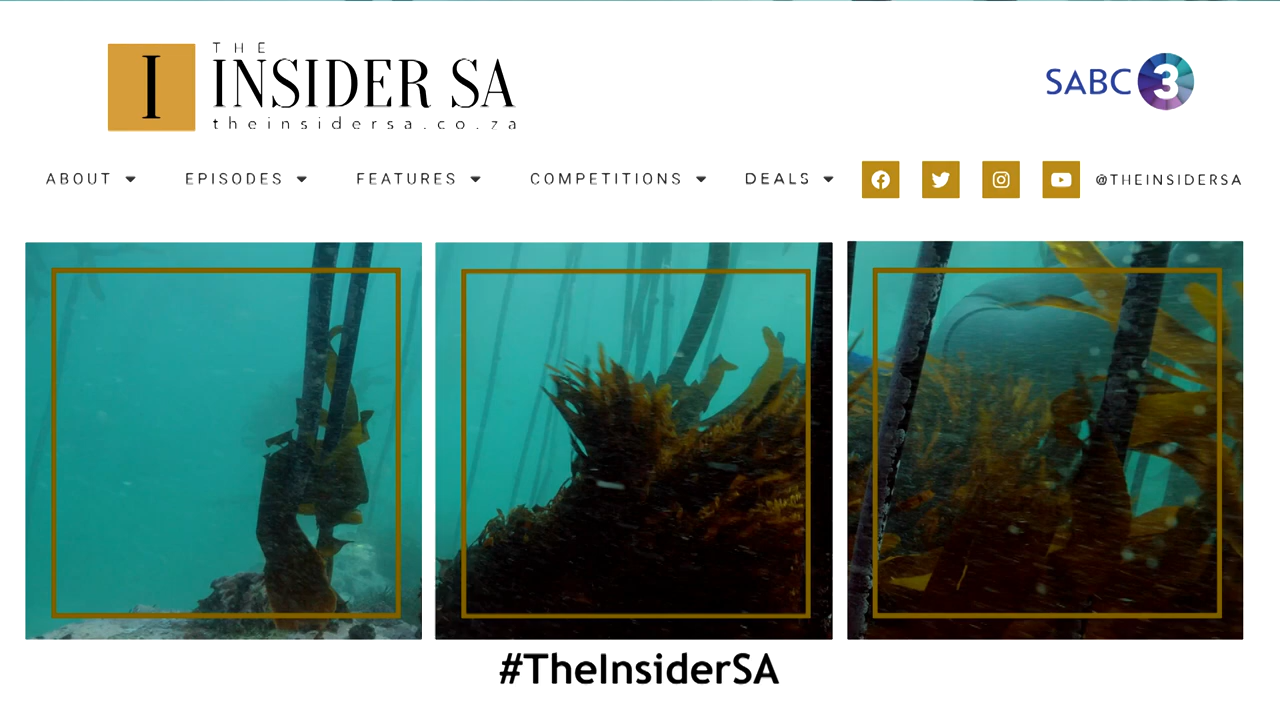 I
THE
INSIDER SA
theinsidersa.co.za
SABC 3
ABOUT EPISODES FEATURES COMPETITIONS DEALS @THEINSIDERSA
#TheInsiderSA